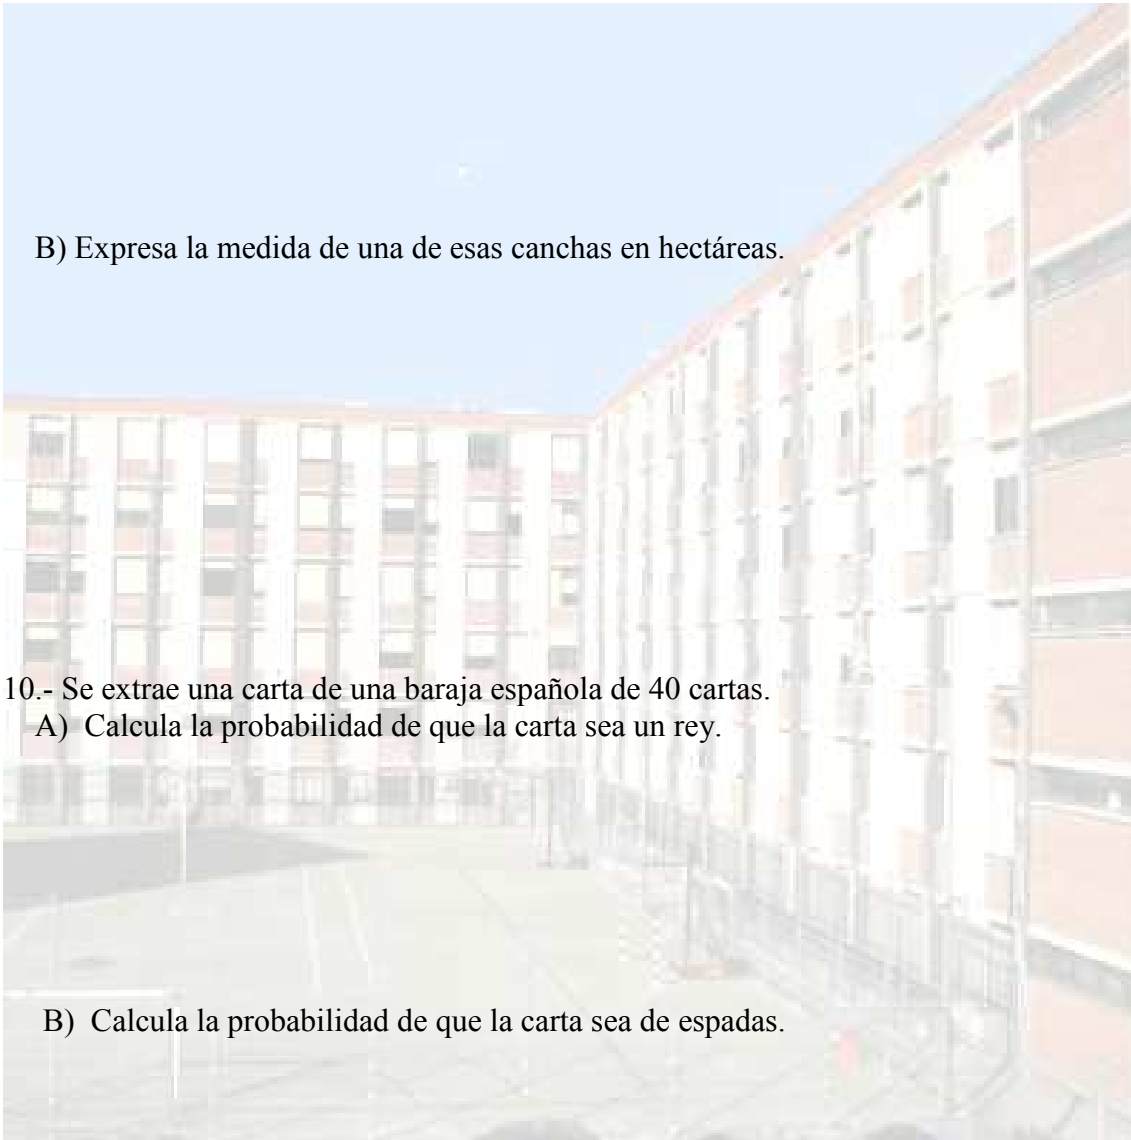 B) Expresa la medida de una de esas canchas en hectáreas.
10.- Se extrae una carta de una baraja española de 40 cartas.
A) Calcula la probabilidad de que la carta sea un rey.
B) Calcula la probabilidad de que la carta sea de espadas.